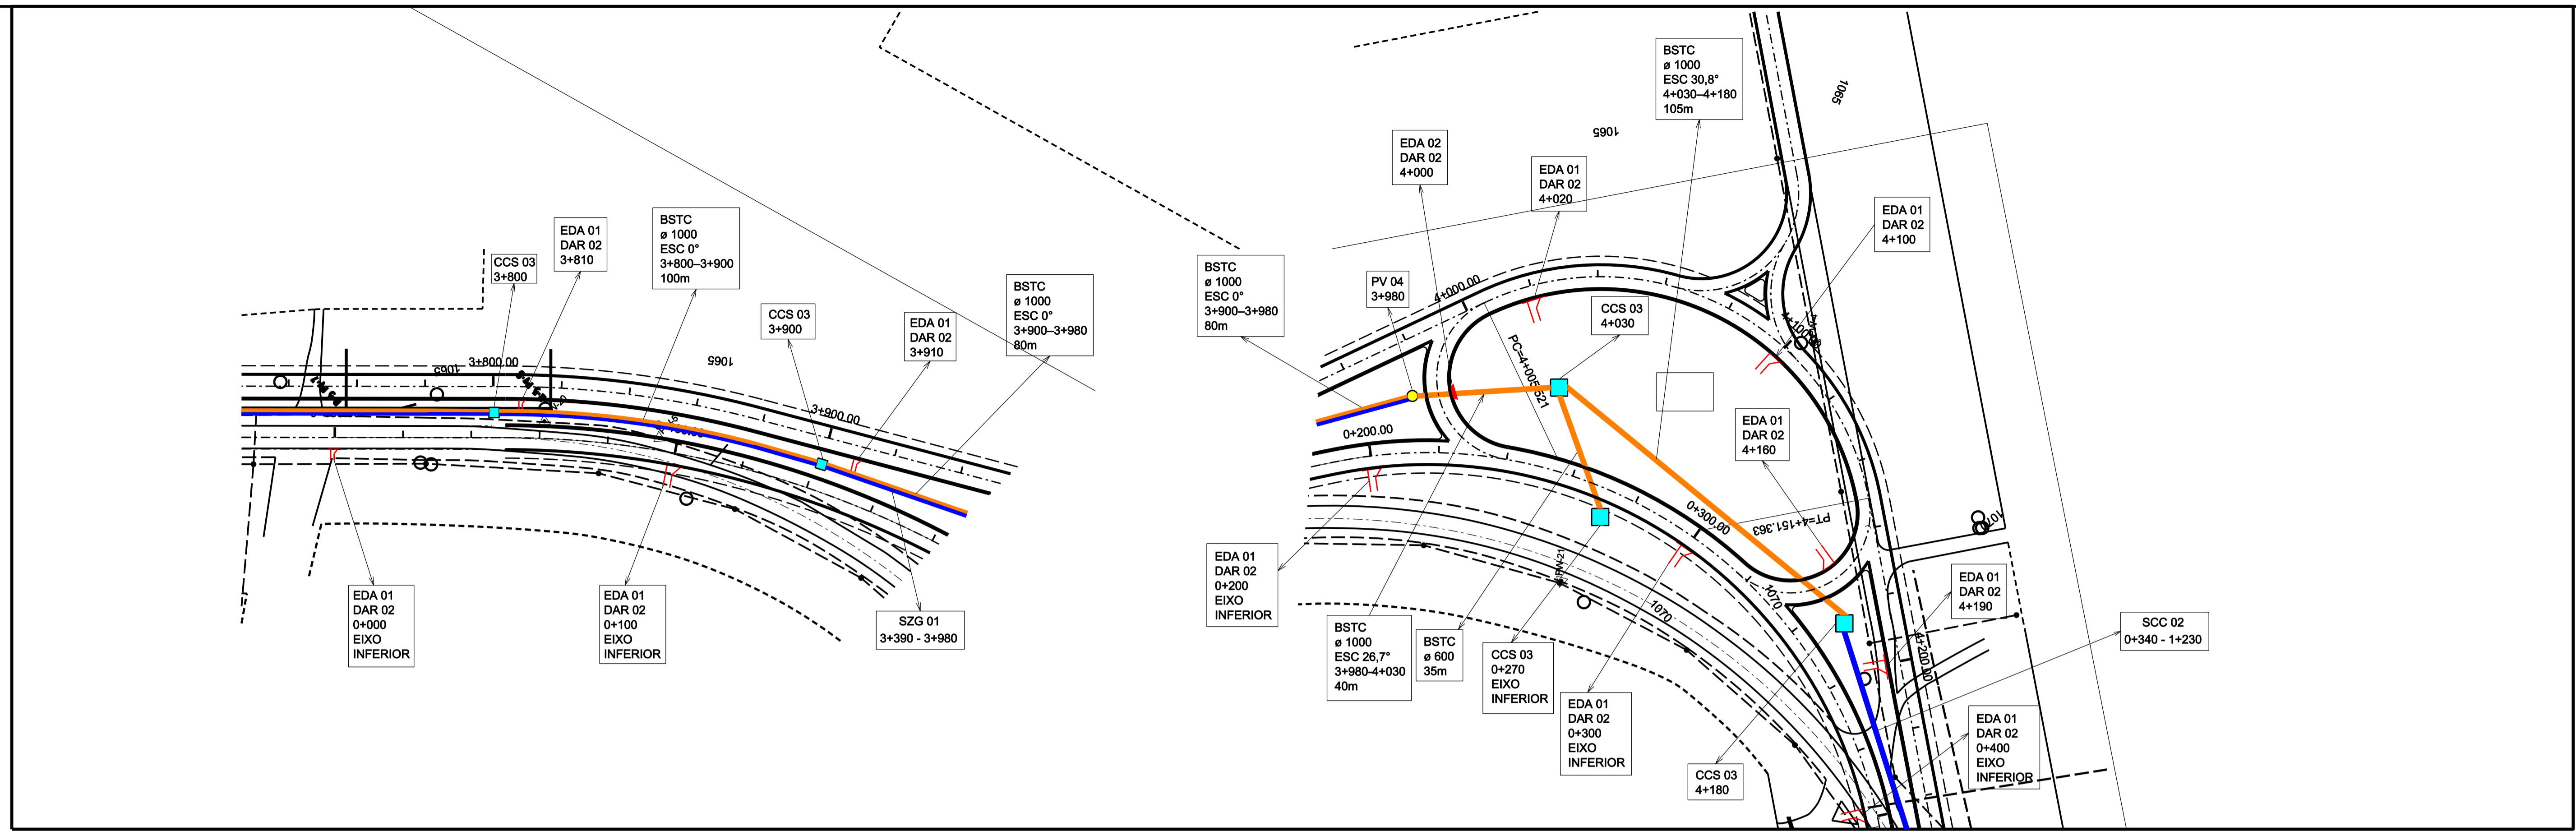 CCS 03
3+800
EDA 01
DAR 02
3+810
BSTC
ø 1000
ESC 0°
3+800–3+900
100m
CCS 03
3+900
EDA 01
DAR 02
3+910
BSTC
ø 1000
ESC 0°
3+900–3+980
80m
1065
3+800.00
1065
3+900.00
EDA 01
DAR 02
0+000
EIXO
INFERIOR
EDA 01
DAR 02
0+100
EIXO
INFERIOR
SZG 01
3+390 - 3+980
BSTC
ø 1000
ESC 0°
3+900–3+980
80m
PV 04
3+980
EDA 02
DAR 02
4+000
EDA 01
DAR 02
4+020
BSTC
ø 1000
ESC 30,8°
4+030–4+180
105m
1065
1065
EDA 01
DAR 02
4+100
CCS 03
4+030
4+000.00
PC=4+005.521
EDA 01
DAR 02
4+160
0+200.00
0+300.00
PT=4+151.363
1070
1070
1070
4+200.00
EDA 01
DAR 02
0+200
EIXO
INFERIOR
BSTC
ø 1000
ESC 26,7°
3+980-4+030
40m
BSTC
ø 600
35m
CCS 03
0+270
EIXO
INFERIOR
EDA 01
DAR 02
0+300
EIXO
INFERIOR
CCS 03
4+180
EDA 01
DAR 02
4+190
SCC 02
0+340 - 1+230
EDA 01
DAR 02
0+400
EIXO
INFERIOR